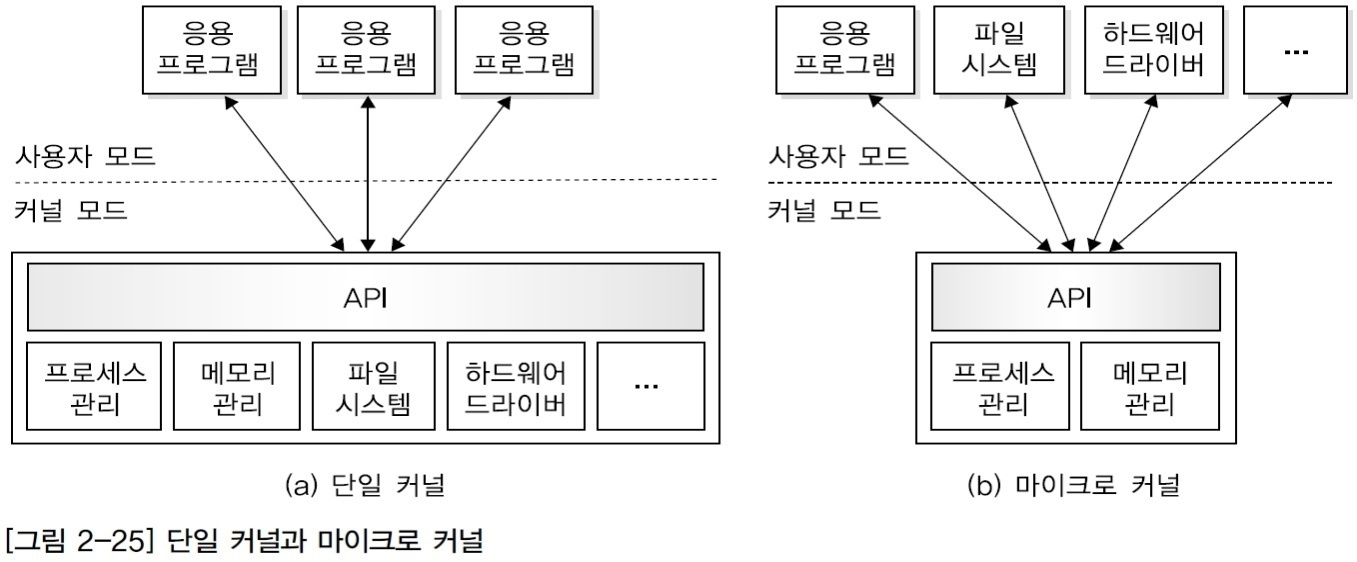 응용
프로그램
응용
프로그램
응용
프로그램
사용자 모드
커널 모드
API
프로세스
관리
메모리
관리
파일
시스템
하드웨어
드라이버
...
(a) 단일 커널
응용
프로그램
파일
시스템
하드웨어
드라이버
...
사용자 모드
커널 모드
API
프로세스
관리
메모리
관리
(b) 마이크로 커널
[그림 2-25] 단일 커널과 마이크로 커널